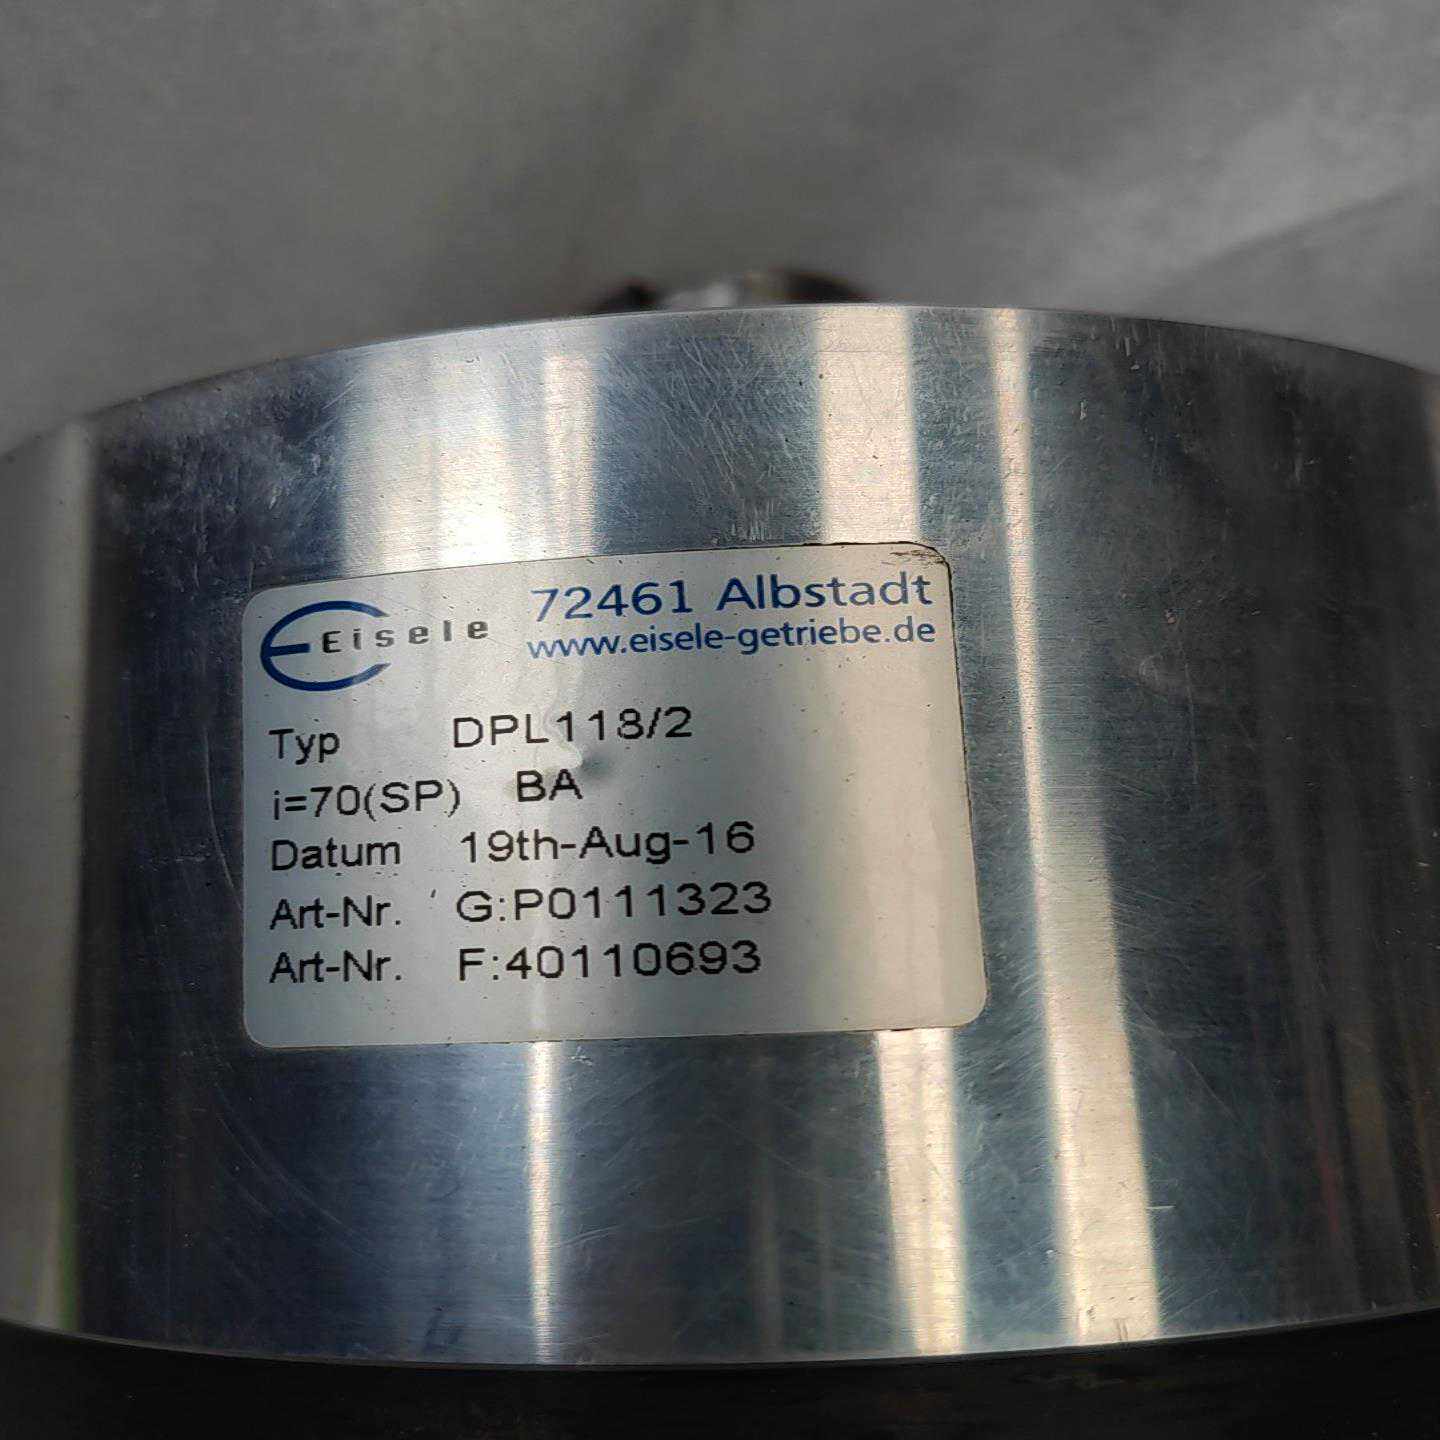 Eisele 72461 Albstadt
www.eisele-getriebe.de
Typ DPL118/2
i=70(SP) BA
Datum 19th-Aug-16
Art-Nr. G:P0111323
Art-Nr. F:40110693